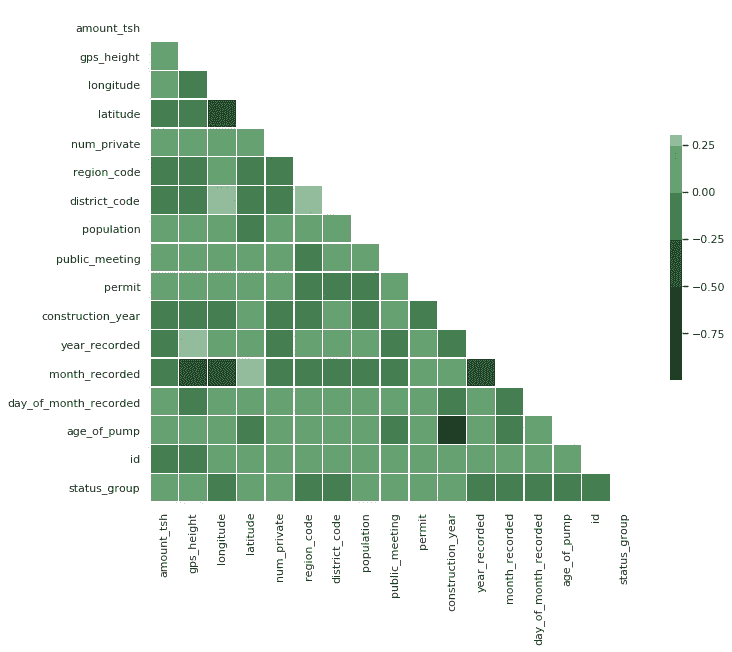 amount_tsh
gps_height
longitude
latitude
num_private
region_code
district_code
population
public_meeting
permit
construction_year
year_recorded
month_recorded
day_of_month_recorded
age_of_pump
id
status_group
amount_tsh
gps_height
longitude
latitude
num_private
region_code
district_code
population
public_meeting
permit
construction_year
year_recorded
month_recorded
day_of_month_recorded
age_of_pump
id
status_group
0.25
0.00
−0.25
−0.50
−0.75